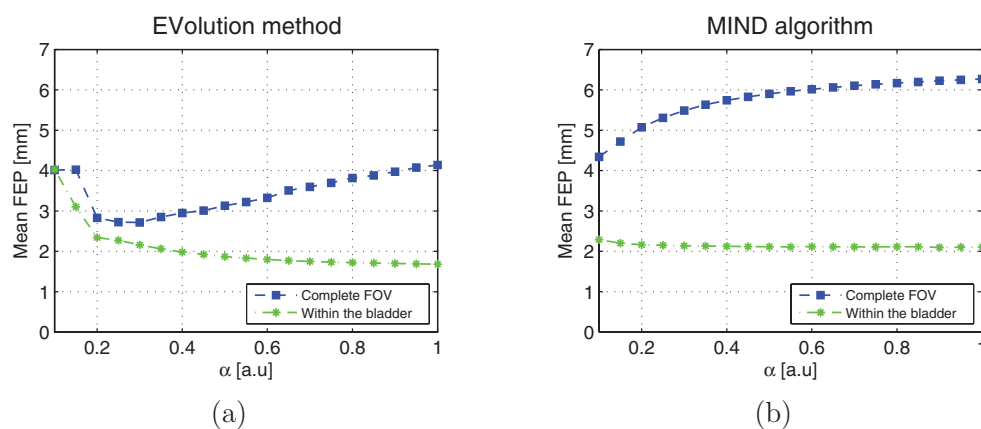 EVolution method
7
6
5
4
3
2
1
0
Mean FEP [mm]
Complete FOV
Within the bladder
0.2 0.4 0.6 0.8 1
α [a.u]
(a)
MIND algorithm
7
6
5
4
3
2
1
0
Mean FEP [mm]
Complete FOV
Within the bladder
0.2 0.4 0.6 0.8 1
α [a.u]
(b)